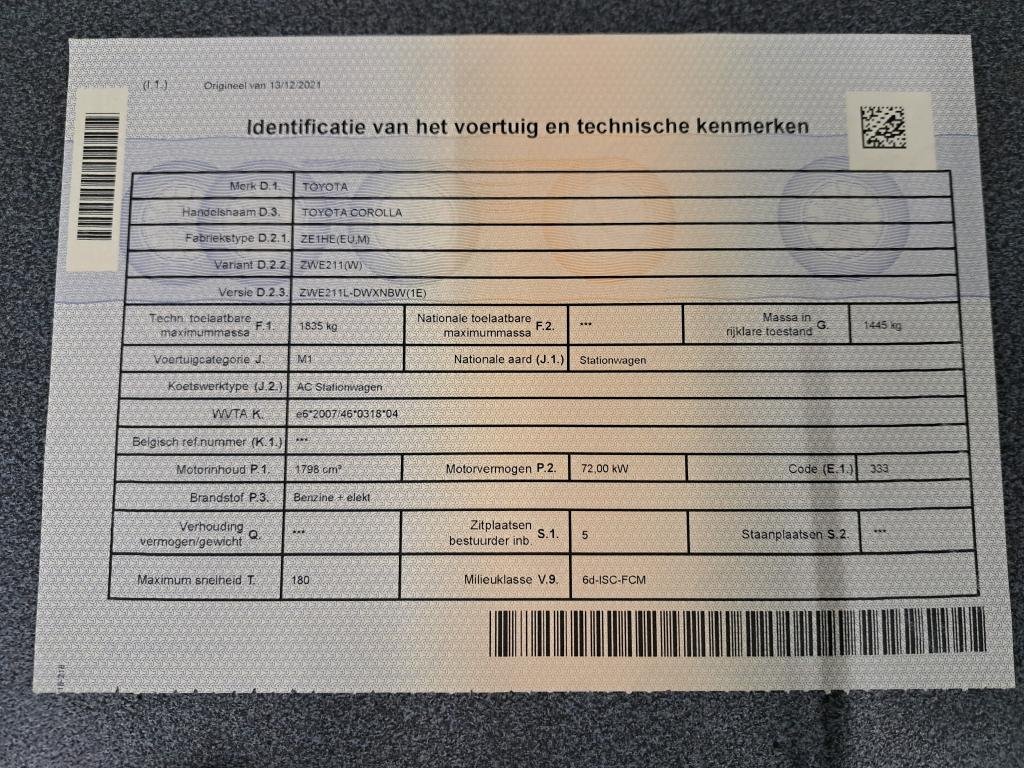 (I.1.) Origineel van 13/12/2021
Identificatie van het voertuig en technische kenmerken
Merk D.1. TOYOTA
Handelsnaam D.3. TOYOTA COROLLA
Fabriekstype D.2.1. ZE1HE(EU,M)
Variant D.2.2. ZWE211(W)
Versie D.2.3. ZWE211L-DWXNBW(1E)
Techn. toelaatbare maximummassa F.1. 1835 kg Nationale toelaatbare maximummassa F.2. *** Massa in rijklare toestand G. 1445 kg
Voertuigcategorie J. M1 Nationale aard (J.1.) Stationwagen
Koetswerktype (J.2.) AC Stationwagen
WVTA K. e6*2007/46*0318*04
Belgisch ref.nummer (K.1.) ***
Motorinhoud P.1. 1798 cm³ Motorvermogen P.2. 72,00 kW Code (E.1.) 333
Brandstof P.3. Benzine + elekt
Verhouding vermogen/gewicht Q. *** Zitplaatsen bestuurder inb. S.1. 5 Staanplaatsen S.2. ***
Maximum snelheid T. 180 Milieuklasse V.9. 6d-ISC-FCM